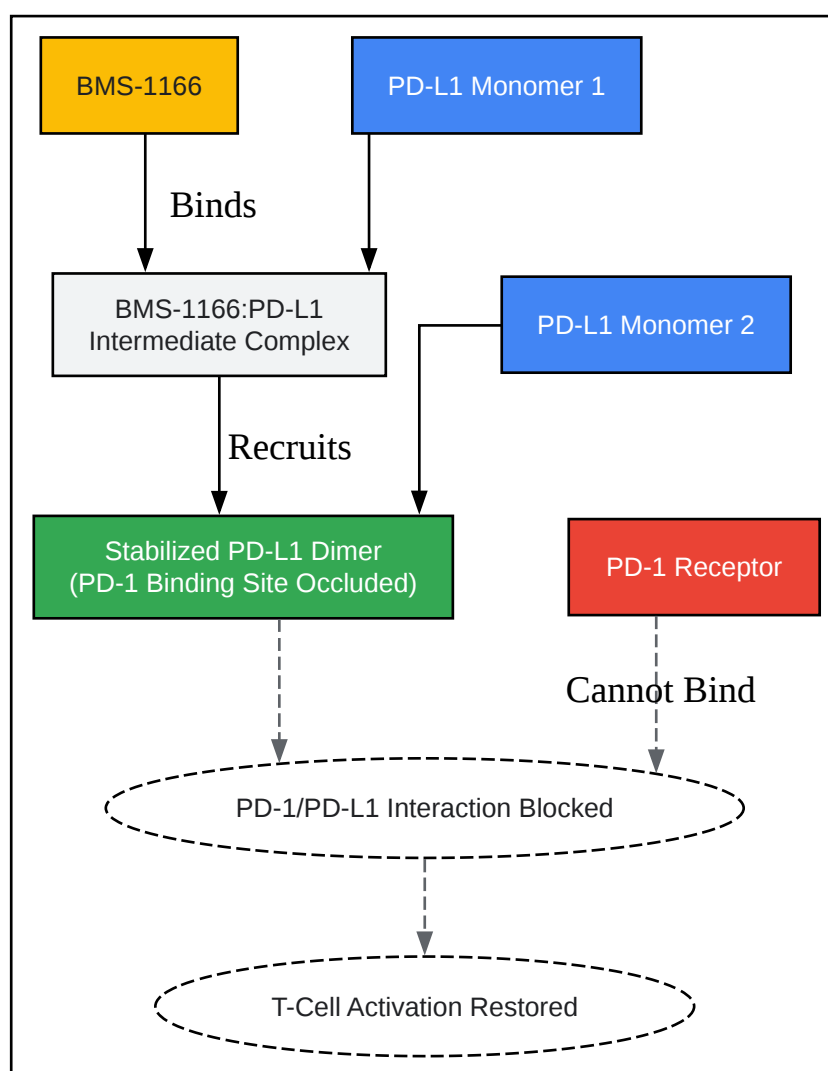 BMS-1166
PD-L1 Monomer 1
Binds
BMS-1166:PD-L1
Intermediate Complex
PD-L1 Monomer 2
Recruits
Stabilized PD-L1 Dimer
(PD-1 Binding Site Occluded)
PD-1 Receptor
Cannot Bind
PD-1/PD-L1 Interaction Blocked
T-Cell Activation Restored